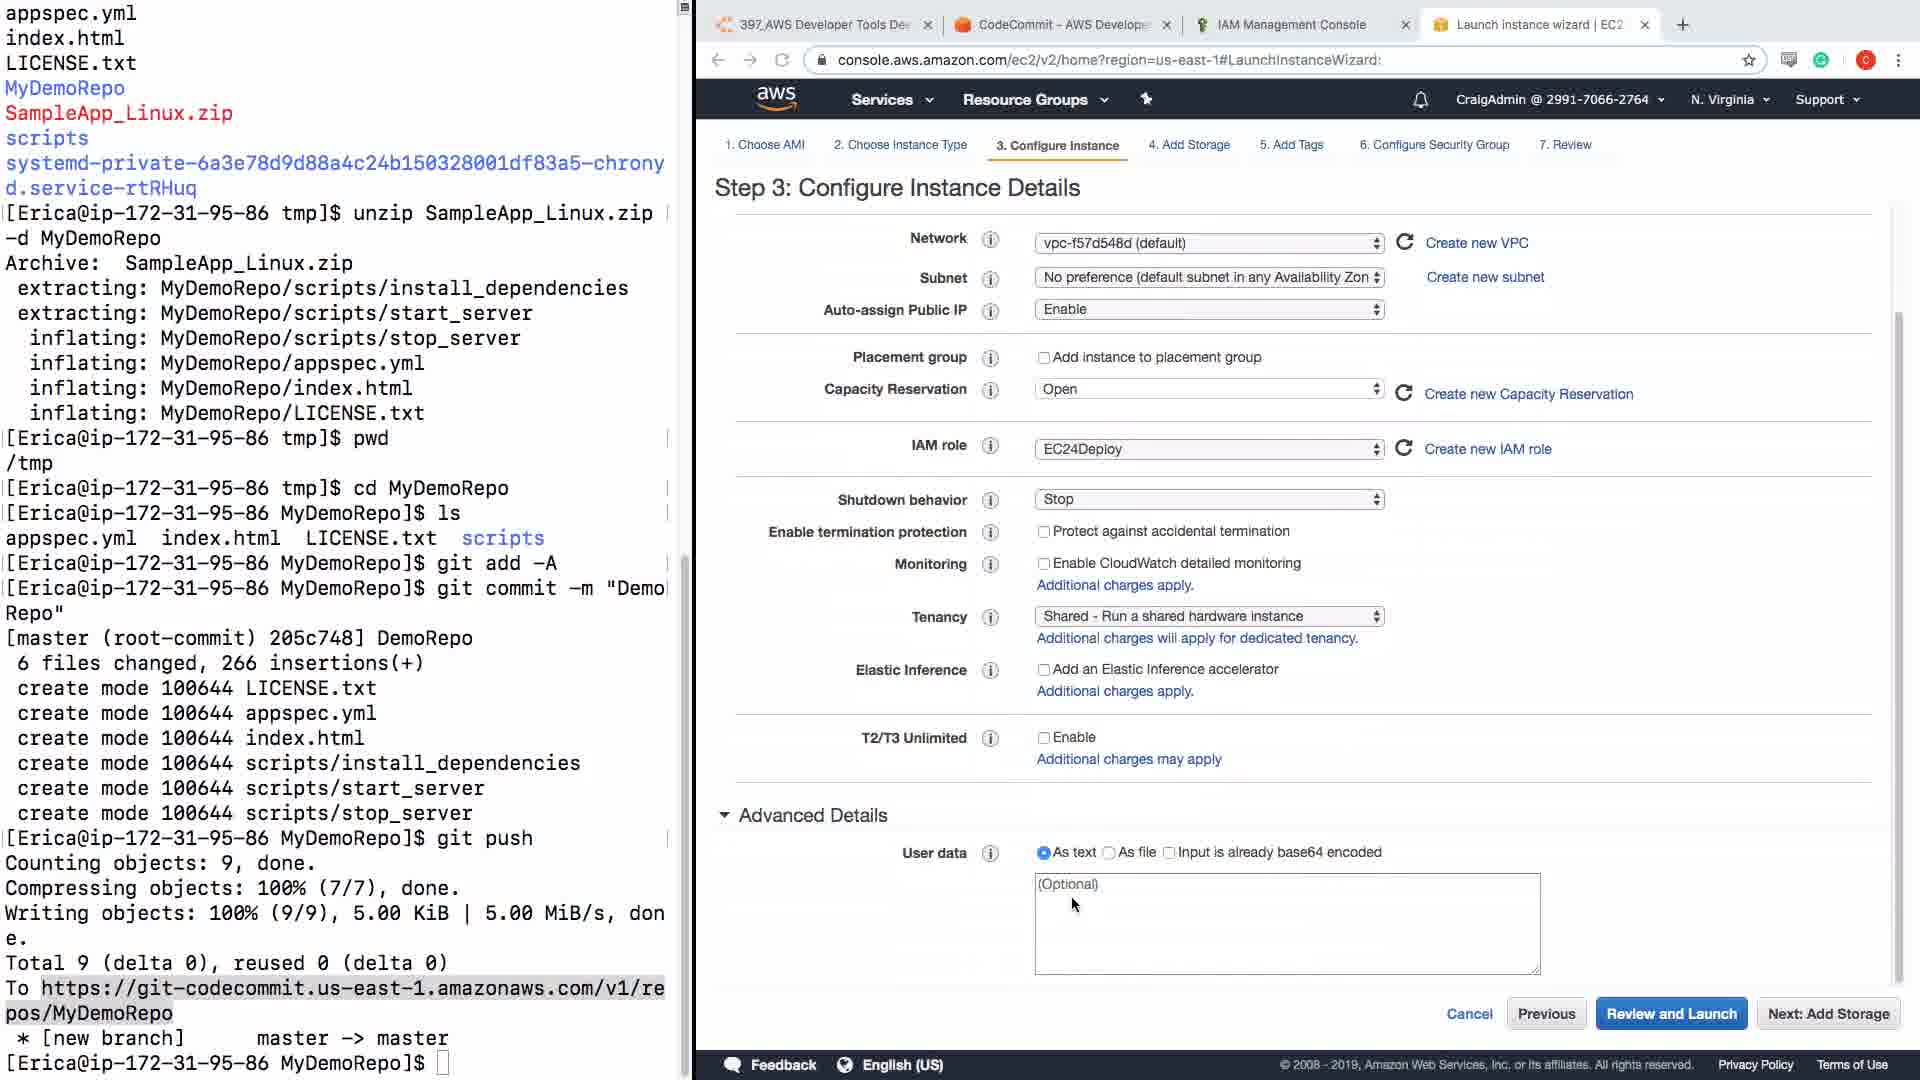 appspec.yml
index.html
LICENSE.txt
MyDemoRepo
SampleApp_Linux.zip
scripts
systemd-private-6a3e78d9d88a4c24b150328001df83a5-chrony
d.service-rtRHuq
[Erica@ip-172-31-95-86 tmp]$ unzip SampleApp_Linux.zip
-d MyDemoRepo
Archive:  SampleApp_Linux.zip
 extracting: MyDemoRepo/scripts/install_dependencies
 extracting: MyDemoRepo/scripts/start_server
  inflating: MyDemoRepo/scripts/stop_server
  inflating: MyDemoRepo/appspec.yml
  inflating: MyDemoRepo/index.html
  inflating: MyDemoRepo/LICENSE.txt
[Erica@ip-172-31-95-86 tmp]$ pwd
/tmp
[Erica@ip-172-31-95-86 tmp]$ cd MyDemoRepo
[Erica@ip-172-31-95-86 MyDemoRepo]$ ls
appspec.yml  index.html  LICENSE.txt  scripts
[Erica@ip-172-31-95-86 MyDemoRepo]$ git add -A
[Erica@ip-172-31-95-86 MyDemoRepo]$ git commit -m "Demo
Repo"
[master (root-commit) 205c748] DemoRepo
 6 files changed, 266 insertions(+)
 create mode 100644 LICENSE.txt
 create mode 100644 appspec.yml
 create mode 100644 index.html
 create mode 100644 scripts/install_dependencies
 create mode 100644 scripts/start_server
 create mode 100644 scripts/stop_server
[Erica@ip-172-31-95-86 MyDemoRepo]$ git push
Counting objects: 9, done.
Compressing objects: 100% (7/7), done.
Writing objects: 100% (9/9), 5.00 KiB | 5.00 MiB/s, don
e.
Total 9 (delta 0), reused 0 (delta 0)
To https://git-codecommit.us-east-1.amazonaws.com/v1/re
pos/MyDemoRepo
 * [new branch]      master -> master
[Erica@ip-172-31-95-86 MyDemoRepo]$
397_AWS Developer Tools De
CodeCommit - AWS Develope
IAM Management Console
Launch instance wizard | EC2
console.aws.amazon.com/ec2/v2/home?region=us-east-1#LaunchInstanceWizard:
C
aws
Services
Resource Groups
CraigAdmin @ 2991-7066-2764
N. Virginia
Support
1. Choose AMI
2. Choose Instance Type
3. Configure Instance
4. Add Storage
5. Add Tags
6. Configure Security Group
7. Review
Step 3: Configure Instance Details
Network
vpc-f57d548d (default)
Create new VPC
Subnet
No preference (default subnet in any Availability Zon
Create new subnet
Auto-assign Public IP
Enable
Placement group
Add instance to placement group
Capacity Reservation
Open
Create new Capacity Reservation
IAM role
EC24Deploy
Create new IAM role
Shutdown behavior
Stop
Enable termination protection
Protect against accidental termination
Monitoring
Enable CloudWatch detailed monitoring
Additional charges apply.
Tenancy
Shared - Run a shared hardware instance
Additional charges will apply for dedicated tenancy.
Elastic Inference
Add an Elastic Inference accelerator
Additional charges apply.
T2/T3 Unlimited
Enable
Additional charges may apply
Advanced Details
User data
As text
As file
Input is already base64 encoded
(Optional)
Cancel
Previous
Review and Launch
Next: Add Storage
Feedback
English (US)
© 2008 - 2019, Amazon Web Services, Inc. or its affiliates. All rights reserved.
Privacy Policy
Terms of Use